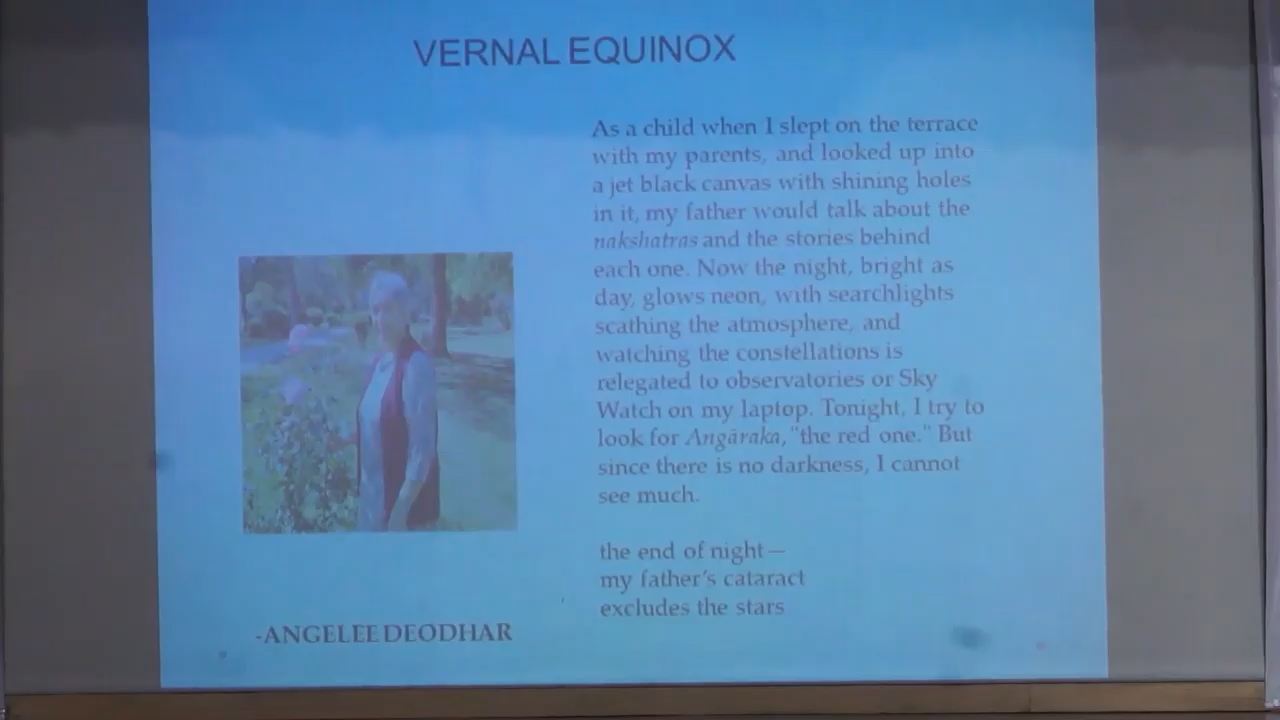 VERNAL EQUINOX
As a child when I slept on the terrace
with my parents, and looked up into
a jet black canvas with shining holes
in it, my father would talk about the
nakshatras and the stories behind
each one. Now the night, bright as
day, glows neon, with searchlights
scathing the atmosphere, and
watching the constellations is
relegated to observatories or Sky
Watch on my laptop. Tonight, I try to
look for Angāraka, "the red one." But
since there is no darkness, I cannot
see much.
the end of night—
my father's cataract
excludes the stars
-ANGELEE DEODHAR